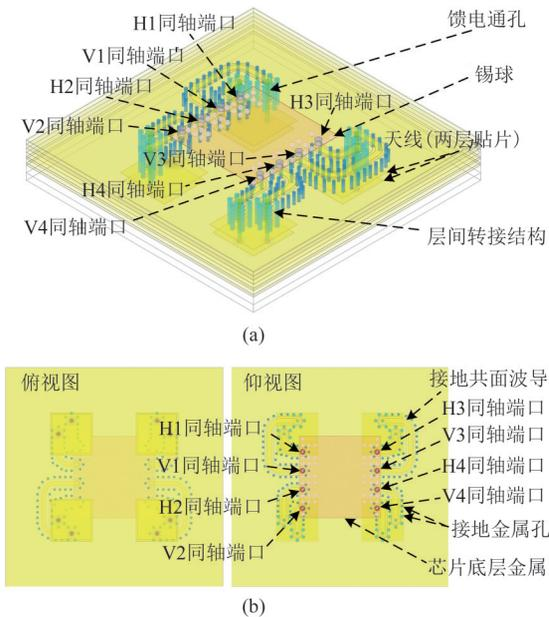 H1同轴端口
馈电通孔
V1同轴端口
锡球
H2同轴端口
H3同轴端口
V2同轴端口
天线(两层贴片)
V3同轴端口
H4同轴端口
V4同轴端口
层间转接结构
(a)
俯视图
仰视图
接地共面波导
H3同轴端口
H1同轴端口
V3同轴端口
V1同轴端口
H4同轴端口
H2同轴端口
V4同轴端口
接地金属孔
V2同轴端口
芯片底层金属
(b)